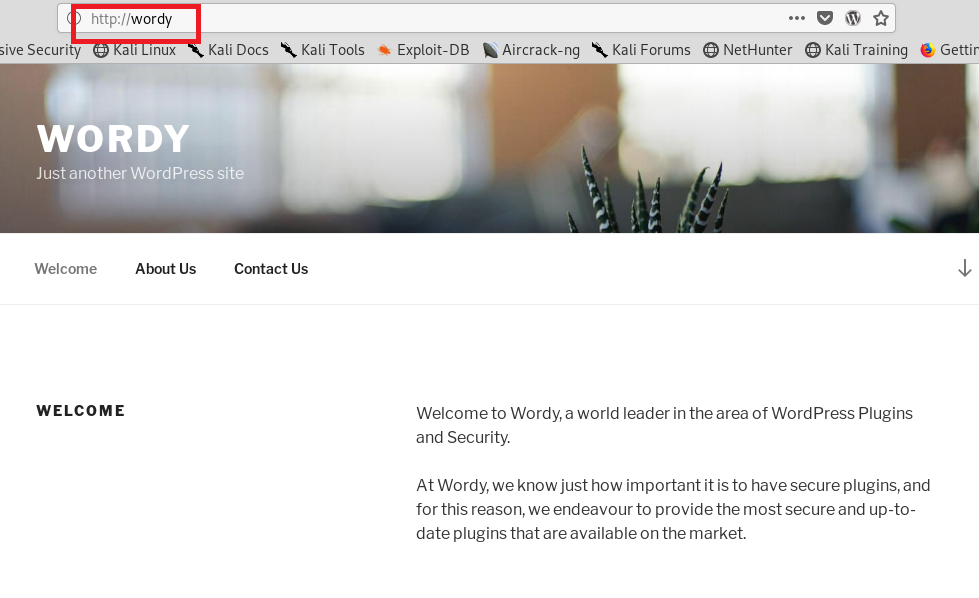 http://wordy
sive Security Kali Linux Kali Docs Kali Tools Exploit-DB Aircrack-ng Kali Forums NetHunter Kali Training Gettin
WORDY
Just another WordPress site
Welcome About Us Contact Us
WELCOME
Welcome to Wordy, a world leader in the area of WordPress Plugins
and Security.
At Wordy, we know just how important it is to have secure plugins, and
for this reason, we endeavour to provide the most secure and up-to-
date plugins that are available on the market.